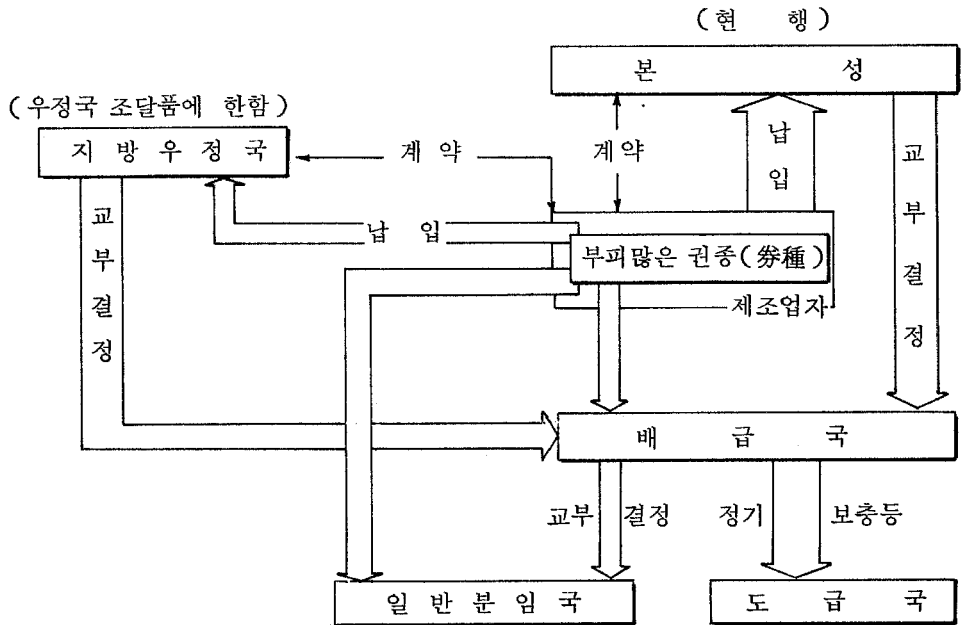 ( 현 행 )
본 성
( 우정국 조달품에 한함 )
지 방 우 정 국
계 약
계약
납 입
교 부 결 정
교 부 결 정
납 입
부피많은 권종 ( 券種 )
제조업자
배 급 국
교부 결정
정기 보충등
일 반 분 임 국
도 급 국